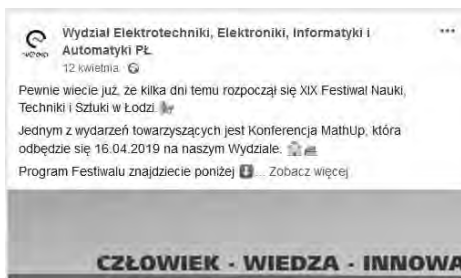 Wydział Elektrotechniki, Elektroniki, Informatyki i
Automatyki PŁ
12 kwietnia ·
Pewnie wiecie już, że kilka dni temu rozpoczął się XIX Festiwal Nauki,
Techniki i Sztuki w Łodzi.
Jednym z wydarzeń towarzyszących jest Konferencja MathUp, która
odbędzie się 16.04.2019 na naszym Wydziale.
Program Festiwalu znajdziecie poniżej ... Zobacz więcej
CZŁOWIEK - WIEDZA - INNOWA